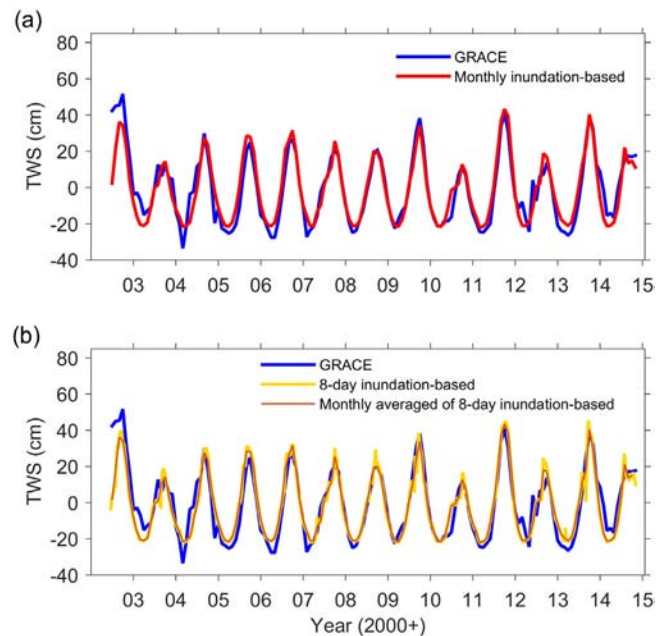 (a)
80
60
40
20
0
-20
-40
TWS (cm)
GRACE
Monthly inundation-based
03 04 05 06 07 08 09 10 11 12 13 14 15
(b)
80
60
40
20
0
-20
-40
TWS (cm)
GRACE
8-day inundation-based
Monthly averaged of 8-day inundation-based
03 04 05 06 07 08 09 10 11 12 13 14 15
Year (2000+)